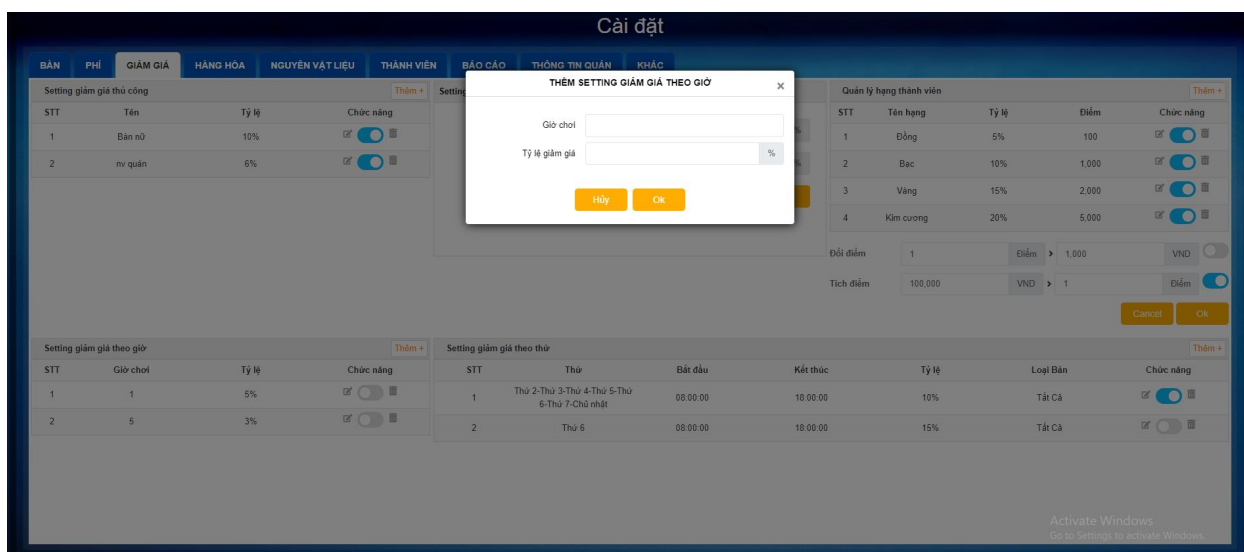 Cài đặt
BÀN PHÍ GIẢM GIÁ HÀNG HÓA NGUYÊN VẬT LIỆU THÀNH VIÊN BÁO CÁO THÔNG TIN QUÁN KHÁC
THÊM SETTING GIẢM GIÁ THEO GIỜ ×
Giờ chơi
Tỷ lệ giảm giá %
Hủy Ok
Setting giảm giá thủ công Thêm +
STT Tên Tỷ lệ Chức năng
1 Bàn nữ 10%
2 nv quán 6%
Setting
%
%
Quản lý hạng thành viên Thêm +
STT Tên hạng Tỷ lệ Điểm Chức năng
1 Đồng 5% 100
2 Bạc 10% 1,000
3 Vàng 15% 2,000
4 Kim cương 20% 5,000
Đổi điểm 1 Điểm > 1,000 VND
Tích điểm 100,000 VND > 1 Điểm
Cancel Ok
Setting giảm giá theo giờ Thêm +
STT Giờ chơi Tỷ lệ Chức năng
1 1 5%
2 5 3%
Setting giảm giá theo thứ Thêm +
STT Thứ Bắt đầu Kết thúc Tỷ lệ Loại Bàn Chức năng
1 Thứ 2-Thứ 3-Thứ 4-Thứ 5-Thứ 08:00:00 18:00:00 10% Tất Cả
6-Thứ 7-Chủ nhật
2 Thứ 6 08:00:00 18:00:00 15% Tất Cả
Activate Windows
Go to Settings to activate Windows.